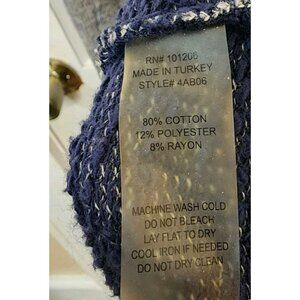 RN# 101206
MADE IN TURKEY
STYLE# 4AB06
80% COTTON
12% POLYESTER
8% RAYON
MACHINE WASH COLD
DO NOT BLEACH
LAY FLAT TO DRY
COOL IRON IF NEEDED
DO NOT DRY CLEAN